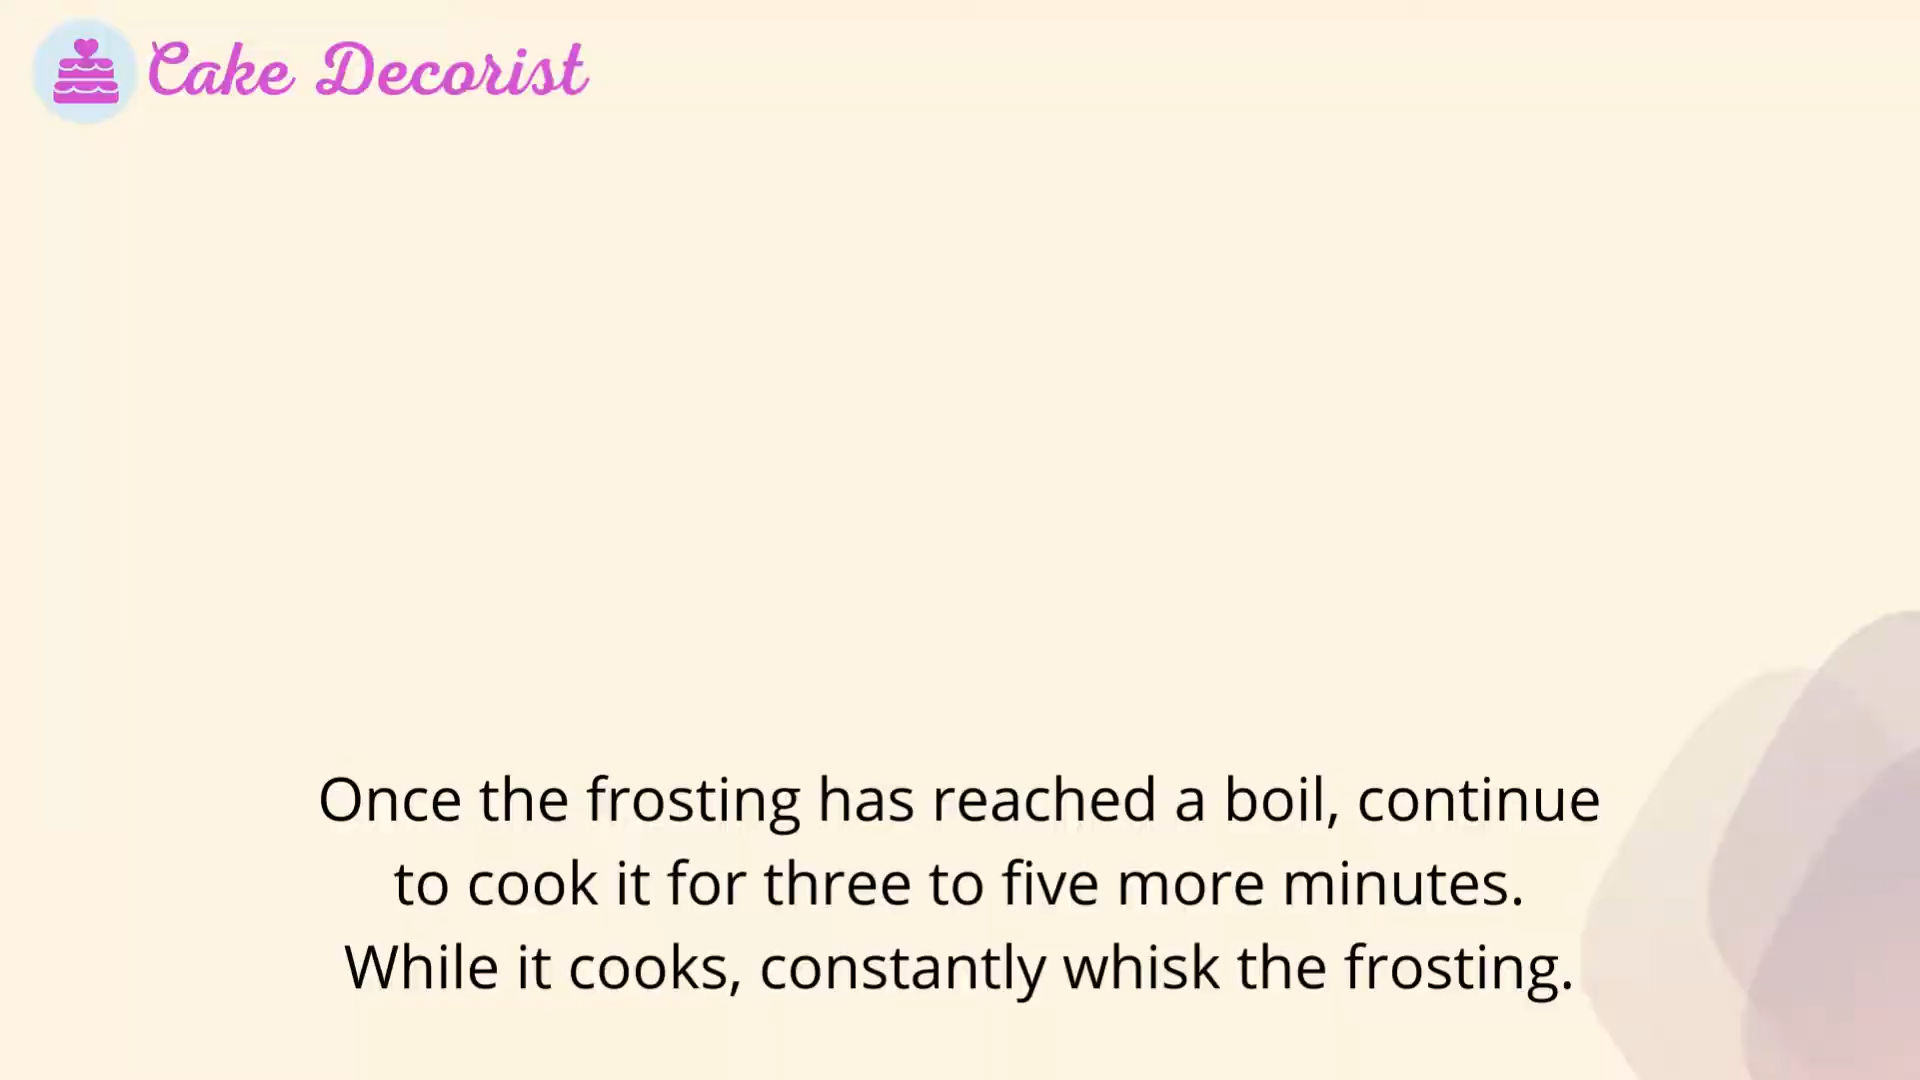 Cake Decorist
Once the frosting has reached a boil, continue
to cook it for three to five more minutes.
While it cooks, constantly whisk the frosting.